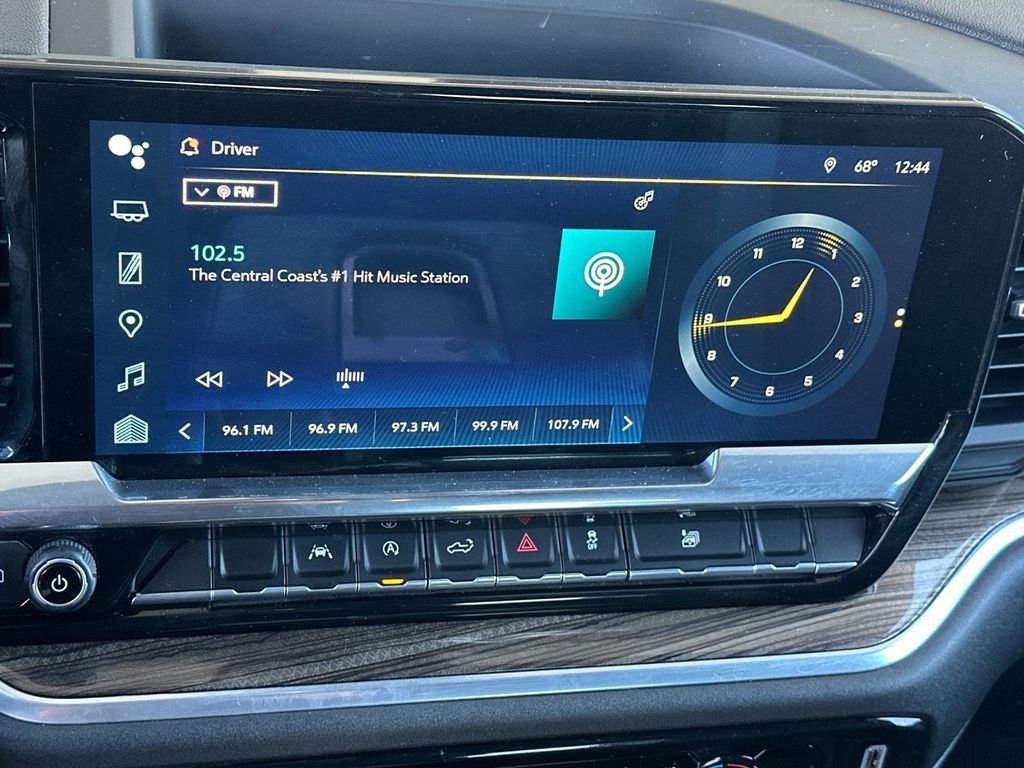 Driver
68° 12:44
FM
102.5
The Central Coast's #1 Hit Music Station
12
1
2
3
4
5
6
7
8
9
10
11
96.1 FM 96.9 FM 97.3 FM 99.9 FM 107.9 FM
A
OFF